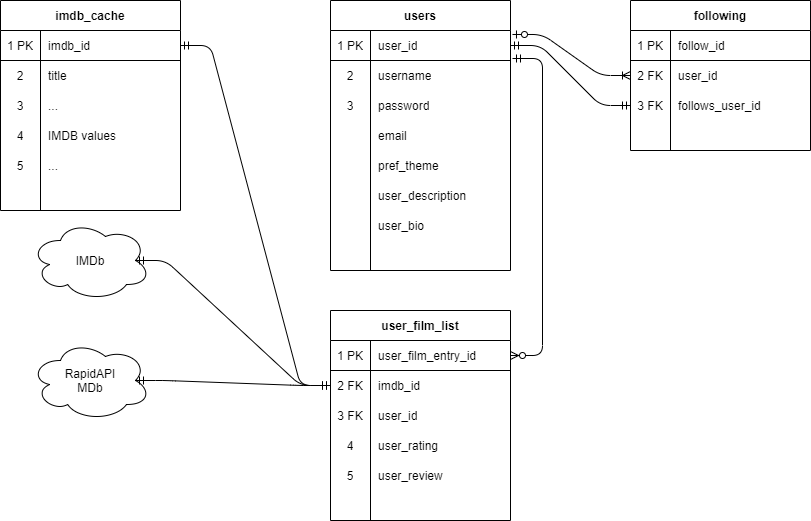 imdb_cache
1 PK imdb_id
2 title
3 ...
4 IMDB values
5 ...
users
1 PK user_id
2 username
3 password
email
pref_theme
user_description
user_bio
following
1 PK follow_id
2 FK user_id
3 FK follows_user_id
IMDb
RapidAPI
MDb
user_film_list
1 PK user_film_entry_id
2 FK imdb_id
3 FK user_id
4 user_rating
5 user_review